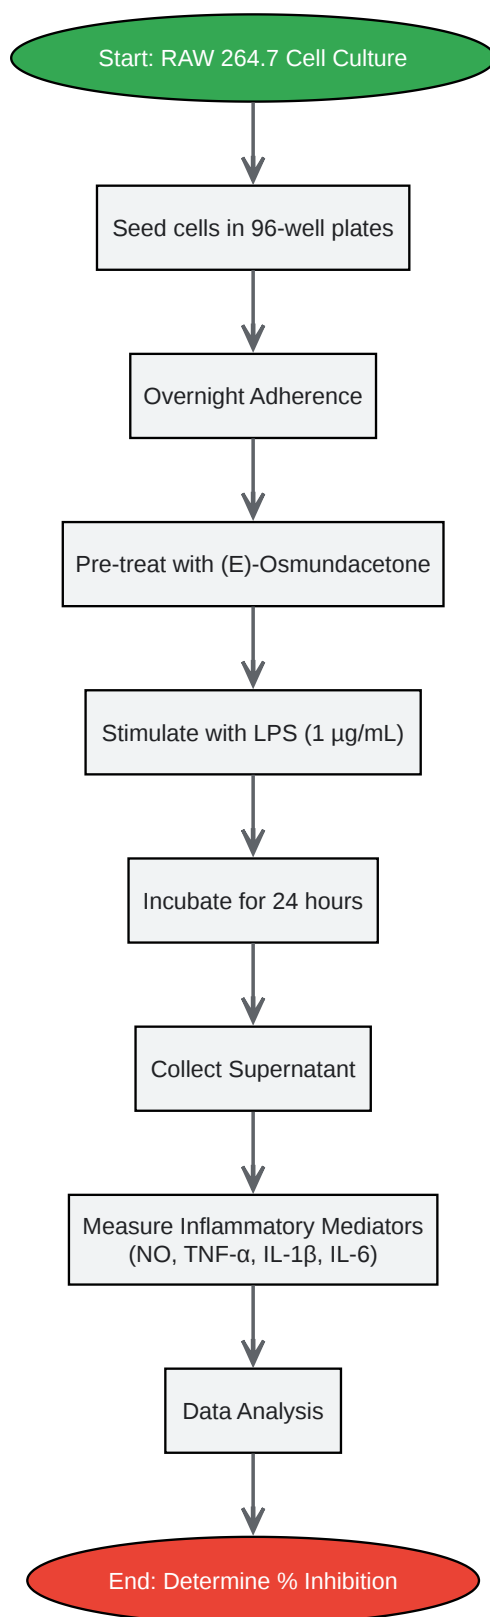 Start: RAW 264.7 Cell Culture
Seed cells in 96-well plates
Overnight Adherence
Pre-treat with (E)-Osmundacetone
Stimulate with LPS (1 µg/mL)
Incubate for 24 hours
Collect Supernatant
Measure Inflammatory Mediators
(NO, TNF-α, IL-1β, IL-6)
Data Analysis
End: Determine % Inhibition